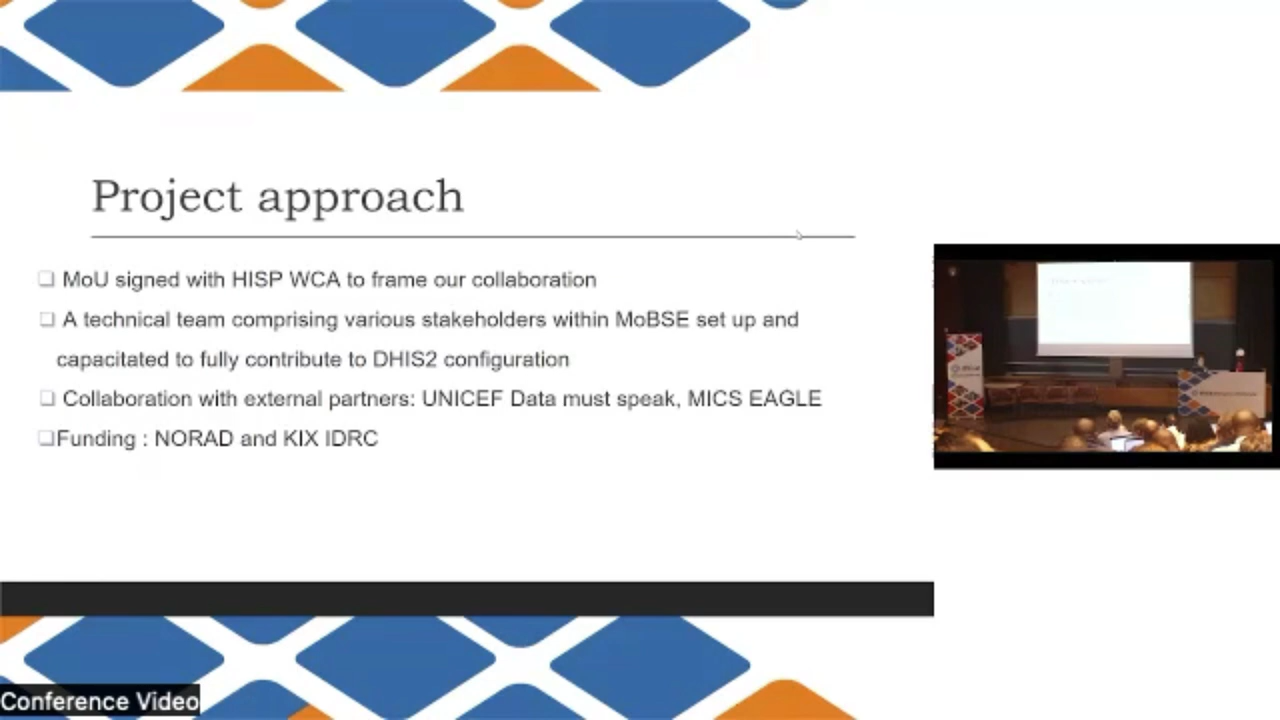 Project approach
MoU signed with HISP WCA to frame our collaboration
A technical team comprising various stakeholders within MoBSE set up and
capacitated to fully contribute to DHIS2 configuration
Collaboration with external partners: UNICEF Data must speak, MICS EAGLE
Funding : NORAD and KIX IDRC
Conference Video